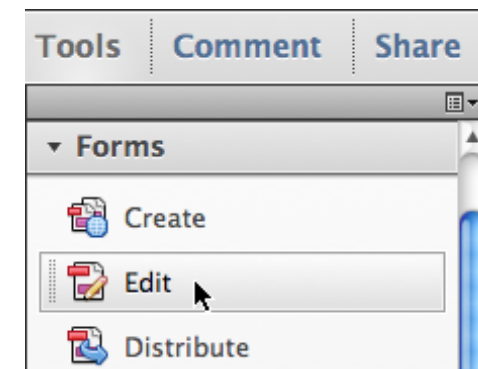 Tools Comment Share
Forms
Create
Edit
Distribute